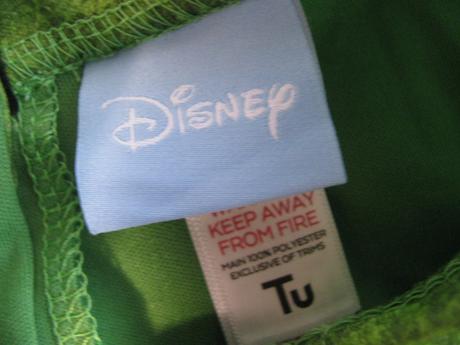 DISNEY
KEEP AWAY
FROM FIRE
MAIN 100% POLYESTER
EXCLUSIVE OF TRIMS
Tu